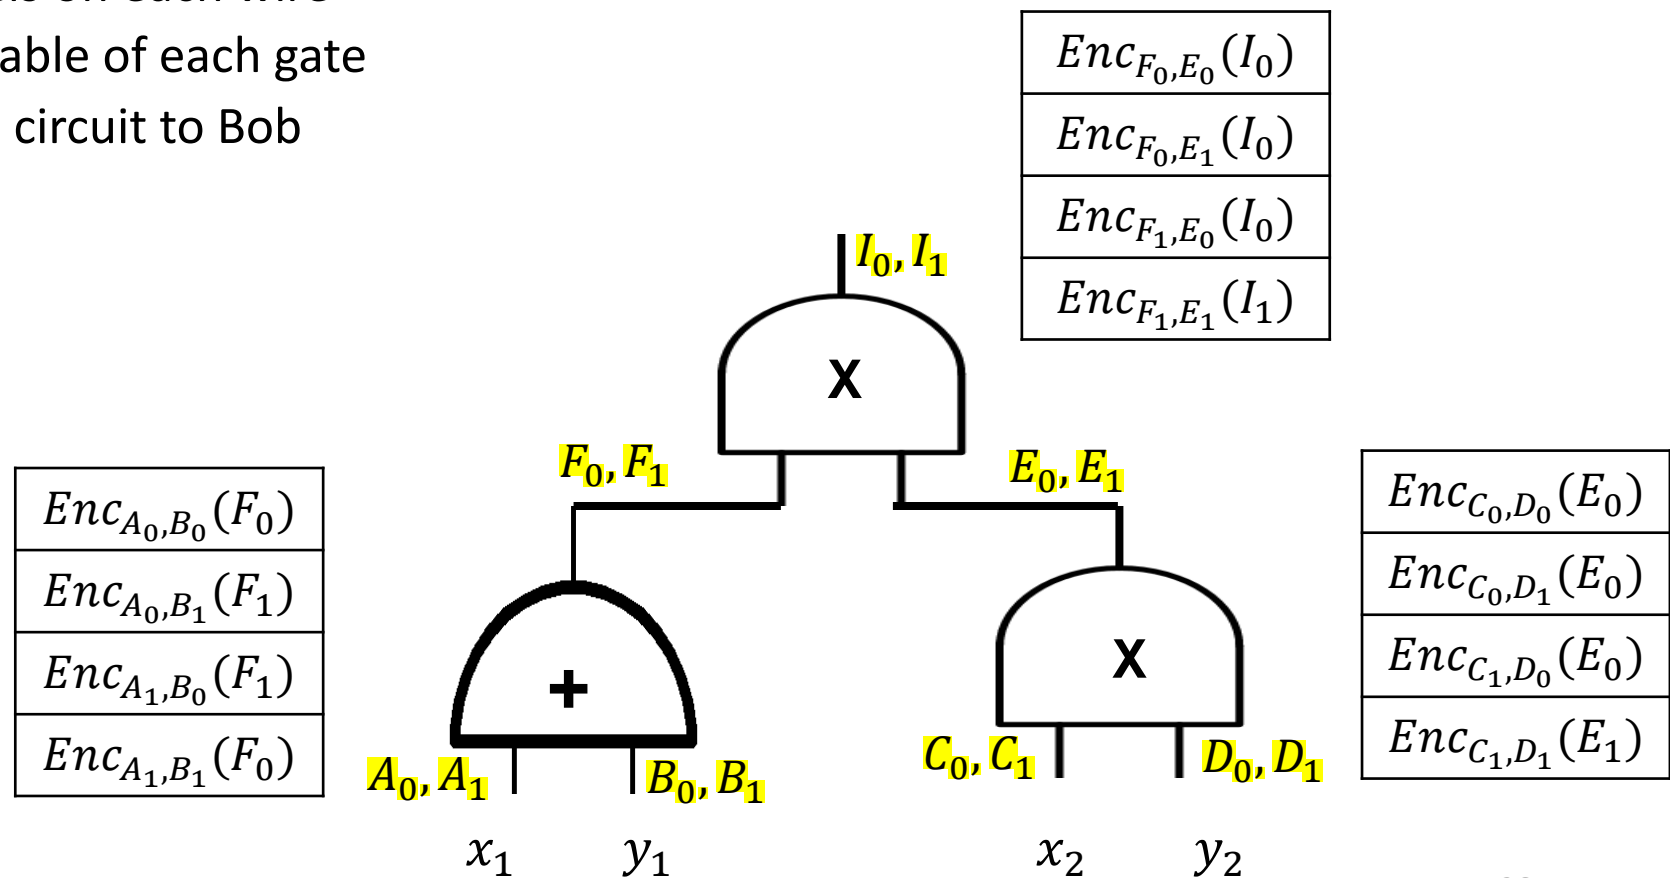 able of each gate
circuit to Bob
Enc_{F_0,E_0}(I_0)
Enc_{F_0,E_1}(I_0)
Enc_{F_1,E_0}(I_0)
Enc_{F_1,E_1}(I_1)
I_0, I_1
X
F_0, F_1
E_0, E_1
Enc_{A_0,B_0}(F_0)
Enc_{A_0,B_1}(F_1)
Enc_{A_1,B_0}(F_1)
Enc_{A_1,B_1}(F_0)
+
X
Enc_{C_0,D_0}(E_0)
Enc_{C_0,D_1}(E_0)
Enc_{C_1,D_0}(E_0)
Enc_{C_1,D_1}(E_1)
A_0, A_1
B_0, B_1
C_0, C_1
D_0, D_1
x_1 y_1 x_2 y_2